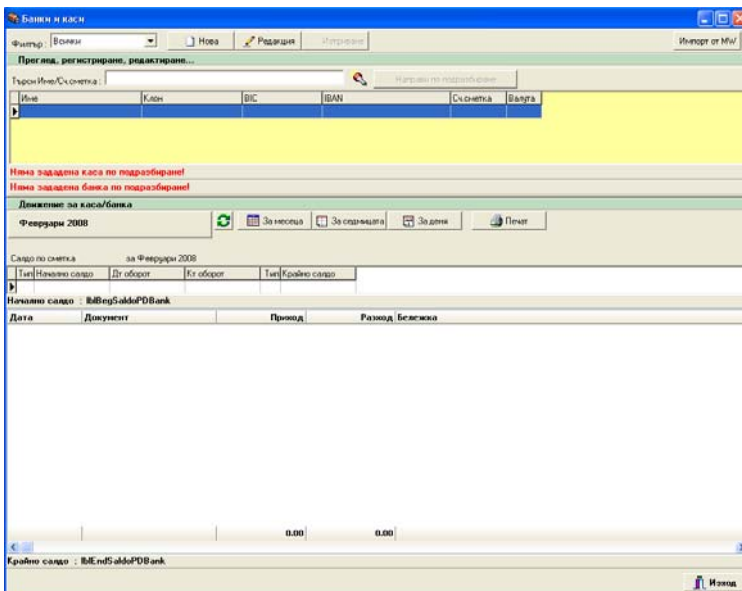 Банки и каси
Филтър : Всички Нова Редакция Изтриване Импорт от MW
Преглед, регистриране, редактиране...
Търси Име/Сч.сметка :
Име Клон BIC IBAN Сч.сметка Валута
Няма зададена каса по подразбиране!
Няма зададена банка по подразбиране!
Движение за каса/банка
Февруари 2008 За месеца За седмицата За деня Печат
Салдо по сметка за Февруари 2008
Тип Начално салдо Дт оборот Кт оборот Тип Крайно салдо
Начално салдо : lblBegSaldoPDBank
Дата Документ Приход Разход Бележка
0.00 0.00
Крайно салдо : lblEndSaldoPDBank
Изход